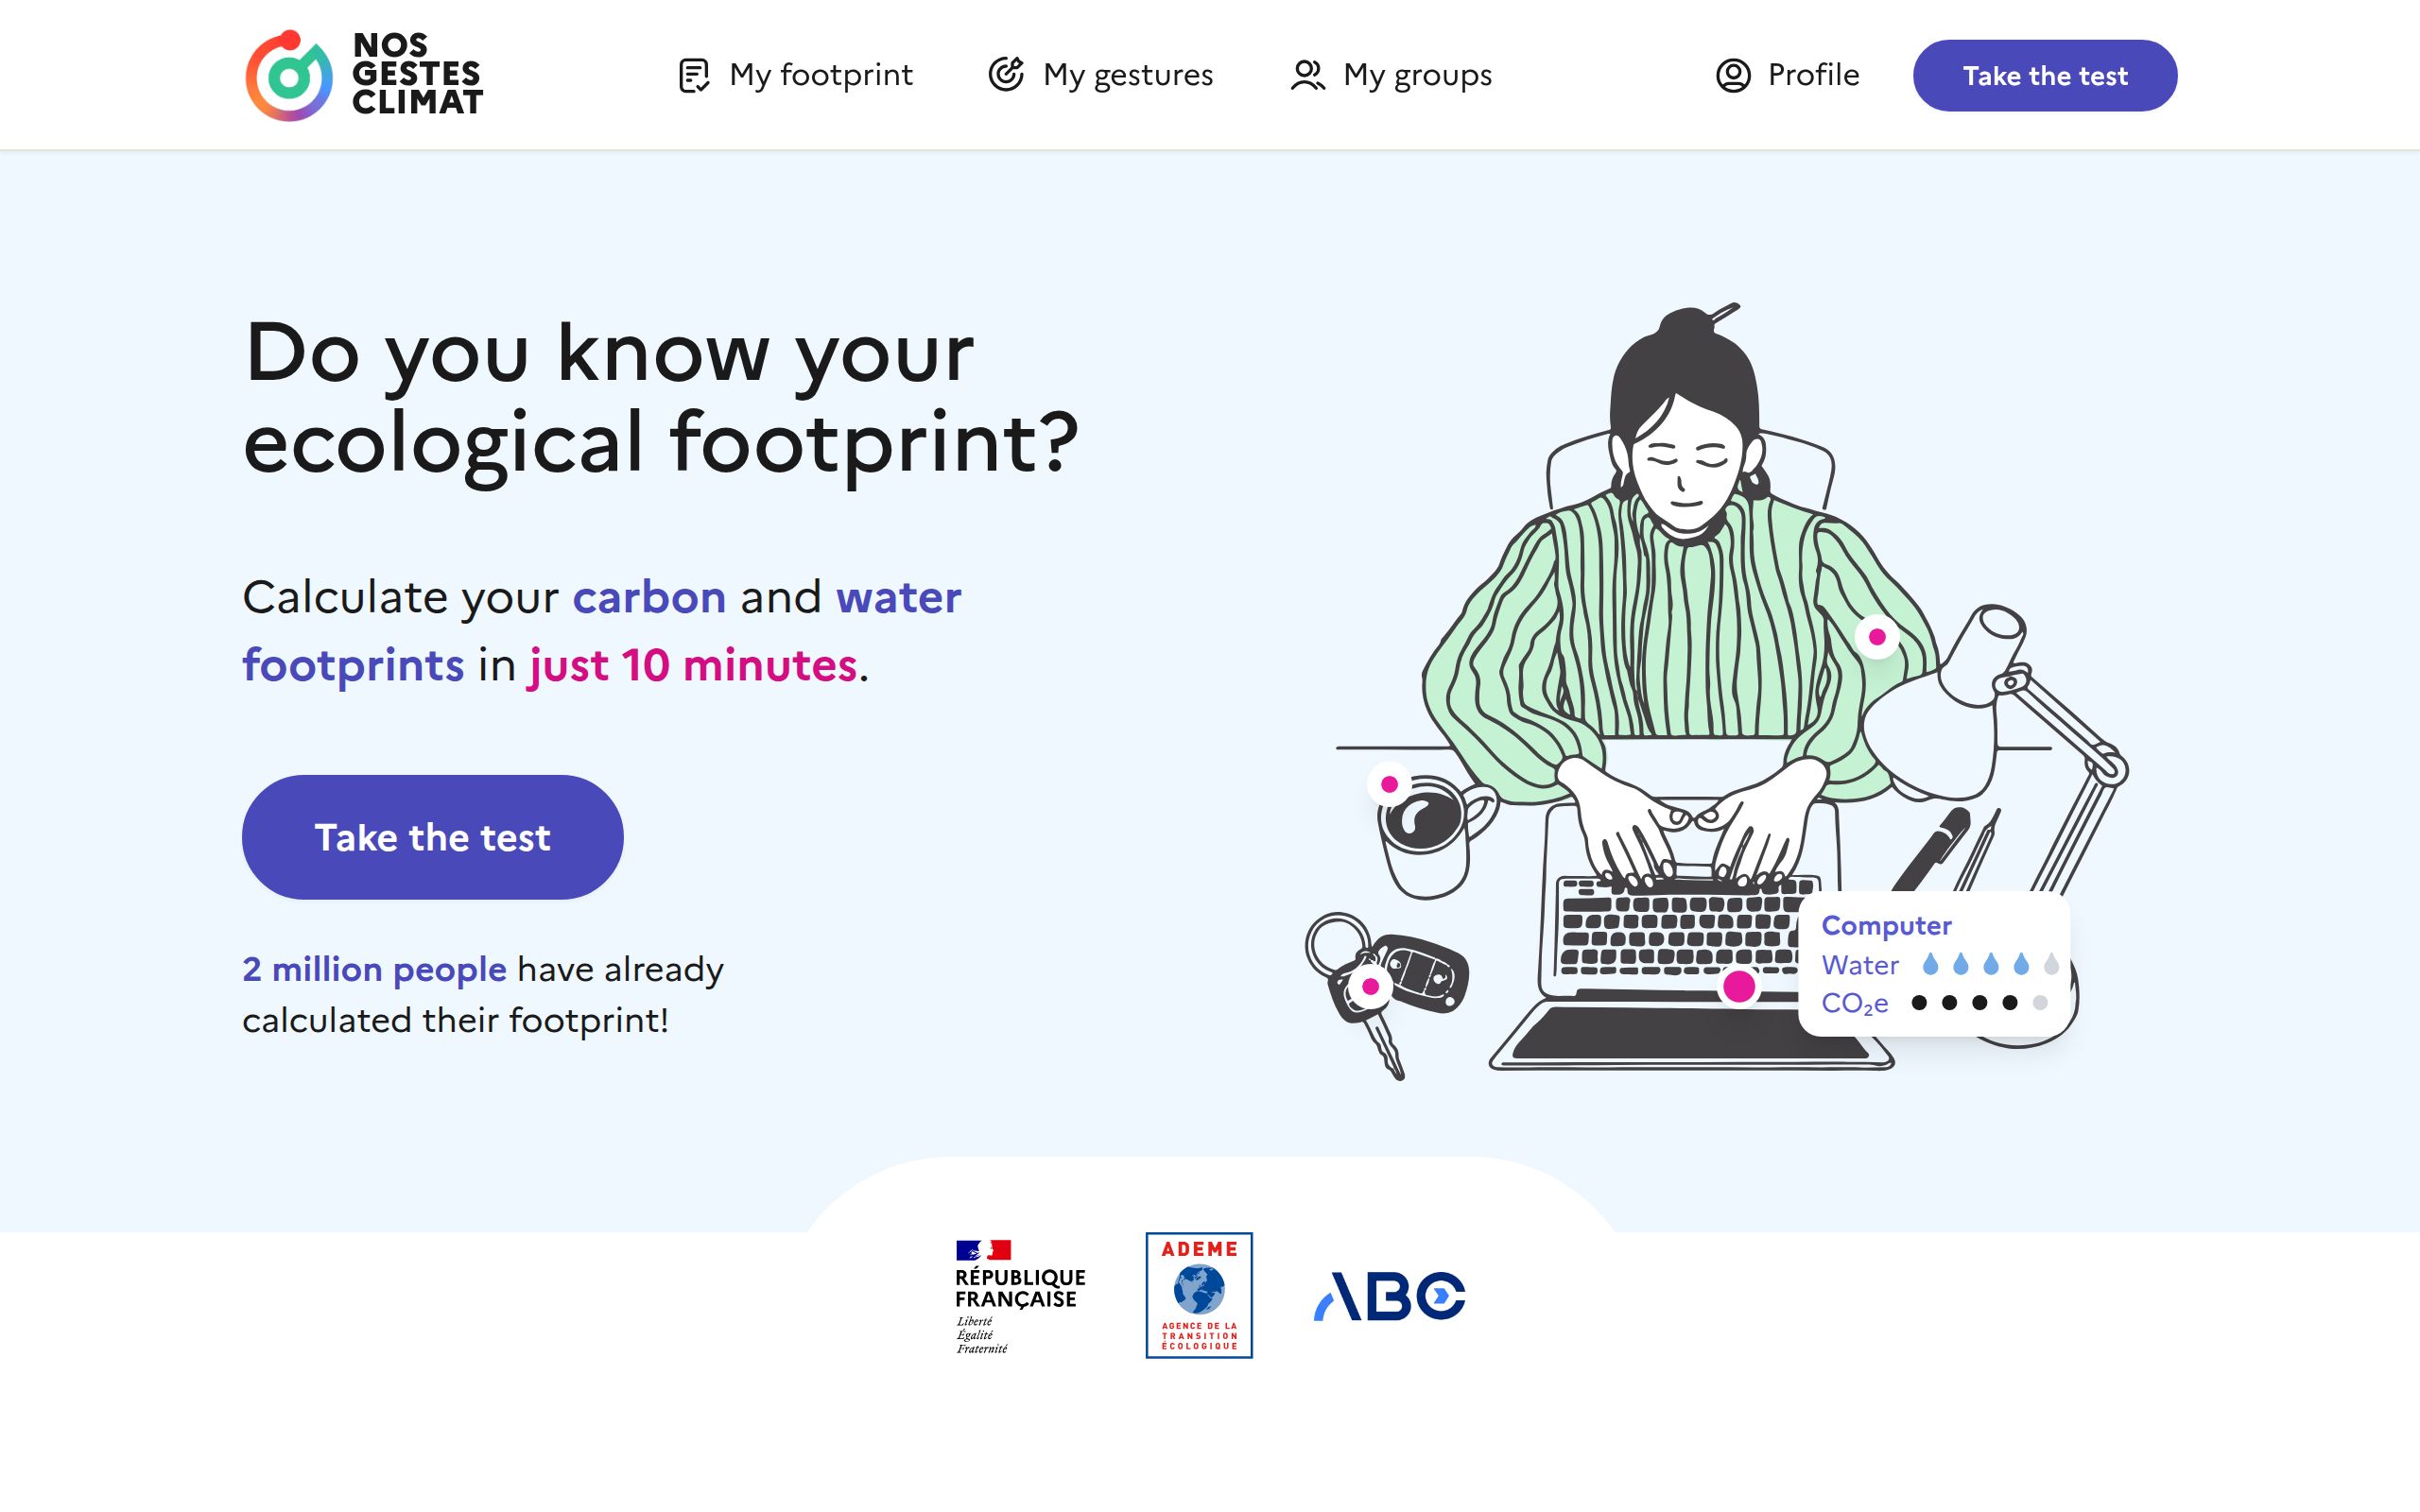 NOS
GESTES
CLIMAT
My footprint
My gestures
My groups
Profile
Take the test
Do you know your
ecological footprint?
Calculate your carbon and water
footprints in just 10 minutes.
Take the test
2 million people have already
calculated their footprint!
Computer
Water
CO₂e
RÉPUBLIQUE
FRANÇAISE
Liberté
Égalité
Fraternité
ADEME
AGENCE DE LA
TRANSITION
ÉCOLOGIQUE
ABC